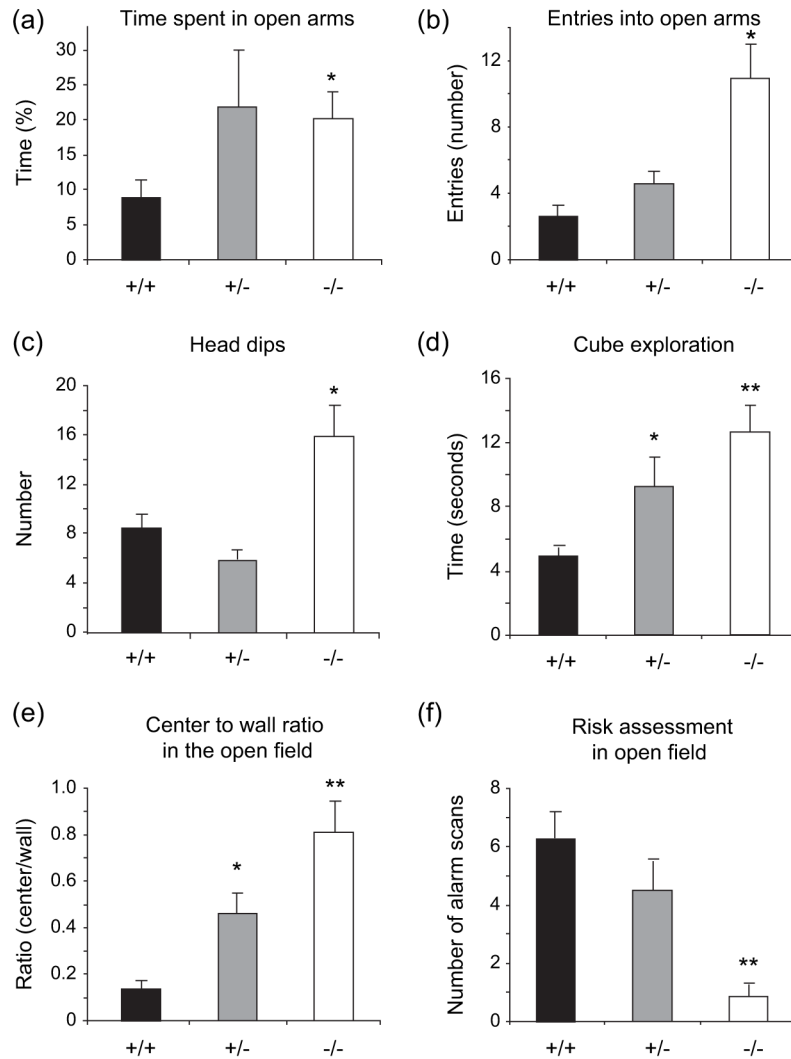 (a)
Time spent in open arms
Time (%)
30
25
20
15
10
5
0
*
+/+ +/- -/-
(b)
Entries into open arms
Entries (number)
12
8
4
0
*
+/+ +/- -/-
(c)
Head dips
Number
20
16
12
8
4
0
*
+/+ +/- -/-
(d)
Cube exploration
Time (seconds)
16
12
8
4
0
* **
+/+ +/- -/-
(e)
Center to wall ratio
in the open field
Ratio (center/wall)
1.0
0.8
0.6
0.4
0.2
0
* **
+/+ +/- -/-
(f)
Risk assessment
in open field
Number of alarm scans
8
6
4
2
0
**
+/+ +/- -/-